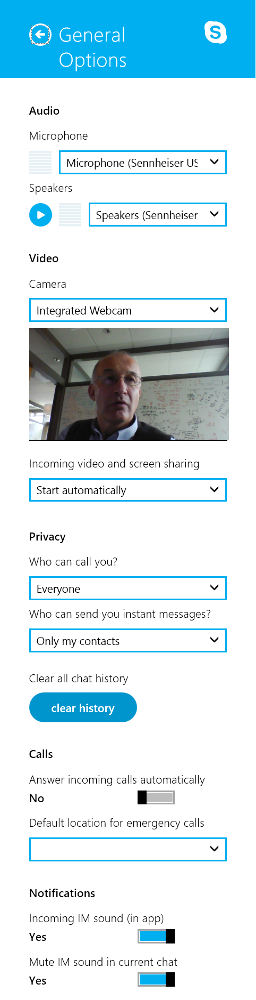 General
Options
S
Audio
Microphone
Microphone (Sennheiser US
Speakers
Speakers (Sennheiser
Video
Camera
Integrated Webcam
Incoming video and screen sharing
Start automatically
Privacy
Who can call you?
Everyone
Who can send you instant messages?
Only my contacts
Clear all chat history
clear history
Calls
Answer incoming calls automatically
No
Default location for emergency calls
Notifications
Incoming IM sound (in app)
Yes
Mute IM sound in current chat
Yes